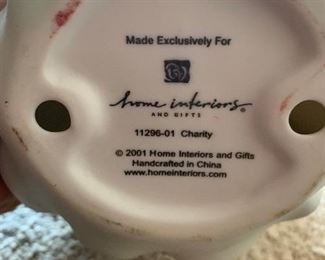 Made Exclusively For
home interiors®
AND GIFTS
11296-01 Charity
© 2001 Home Interiors and Gifts
Handcrafted in China
www.homeinteriors.com